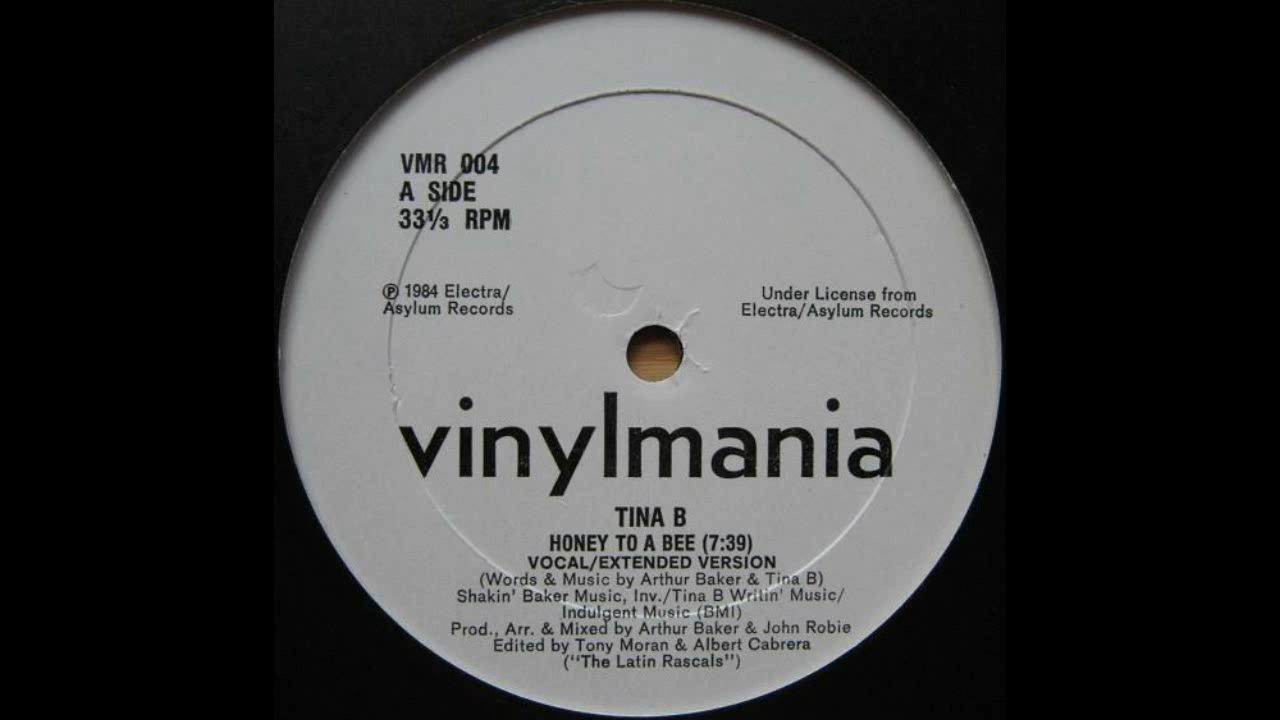 VMR 004
A SIDE
33⅓ RPM
℗ 1984 Electra/
Asylum Records
Under License from
Electra/Asylum Records
vinylmania
TINA B
HONEY TO A BEE (7:39)
VOCAL/EXTENDED VERSION
(Words & Music by Arthur Baker & Tina B)
Shakin' Baker Music, Inv./Tina B Writin' Music/
Indulgent Music (BMI)
Prod., Arr. & Mixed by Arthur Baker & John Robie
Edited by Tony Moran & Albert Cabrera
("The Latin Rascals")